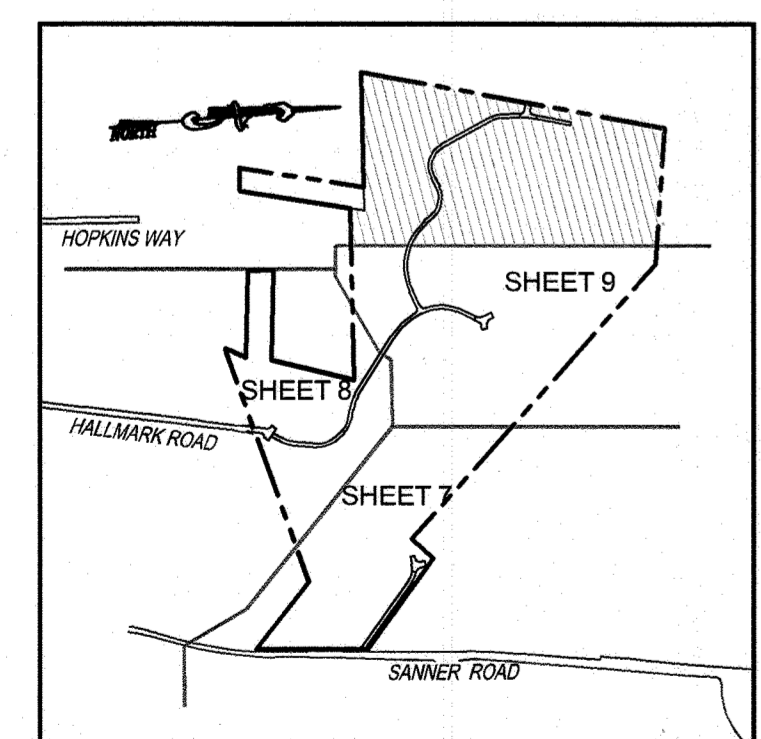 NORTH
HOPKINS WAY
SHEET 9
SHEET 8
HALLMARK ROAD
SHEET 7
SANNER ROAD